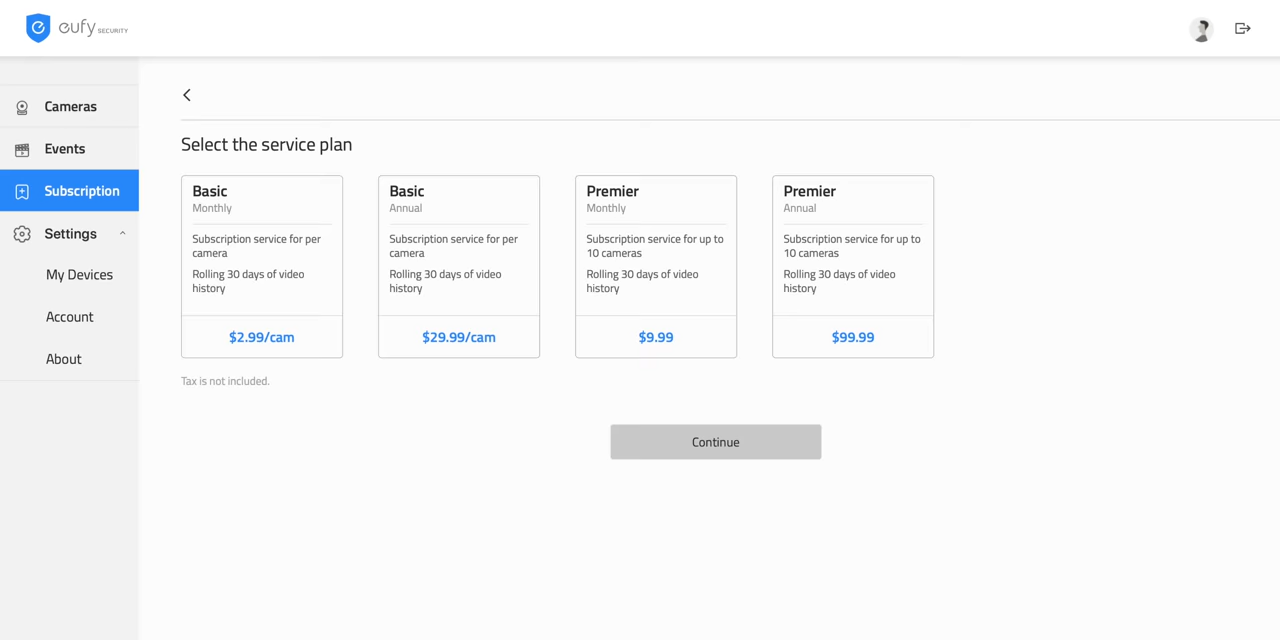 eufy SECURITY
Cameras
Events
Subscription
Settings
My Devices
Account
About
Select the service plan
Basic
Monthly
Subscription service for per
camera
Rolling 30 days of video
history
$2.99/cam
Basic
Annual
Subscription service for per
camera
Rolling 30 days of video
history
$29.99/cam
Premier
Monthly
Subscription service for up to
10 cameras
Rolling 30 days of video
history
$9.99
Premier
Annual
Subscription service for up to
10 cameras
Rolling 30 days of video
history
$99.99
Tax is not included.
Continue